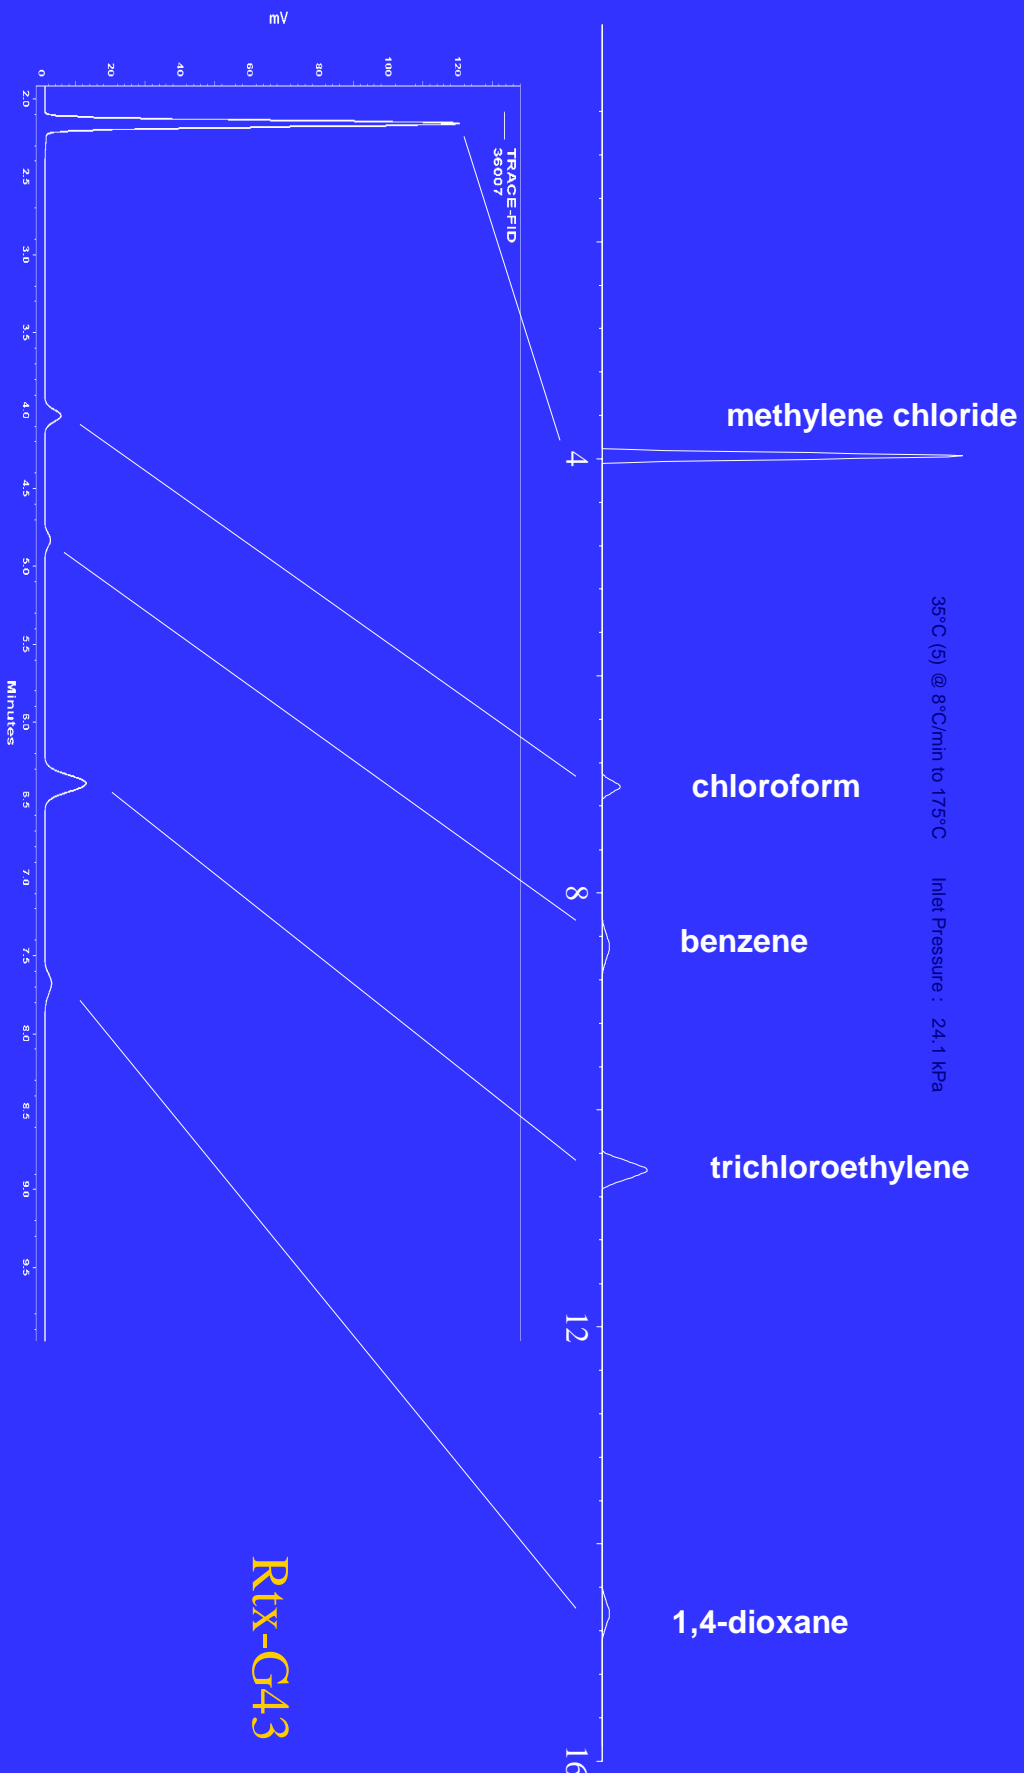 mV
0
20
40
60
80
100
120
2.0
2.5
3.0
3.5
4.0
4.5
5.0
5.5
6.0
6.5
7.0
7.5
8.0
8.5
9.0
9.5
Minutes
TRACE-FID
36007
4
8
12
16
methylene chloride
chloroform
benzene
trichloroethylene
1,4-dioxane
35°C (5) @ 8°C/min to 175°C Inlet Pressure : 24.1 kPa
Rtx-G43